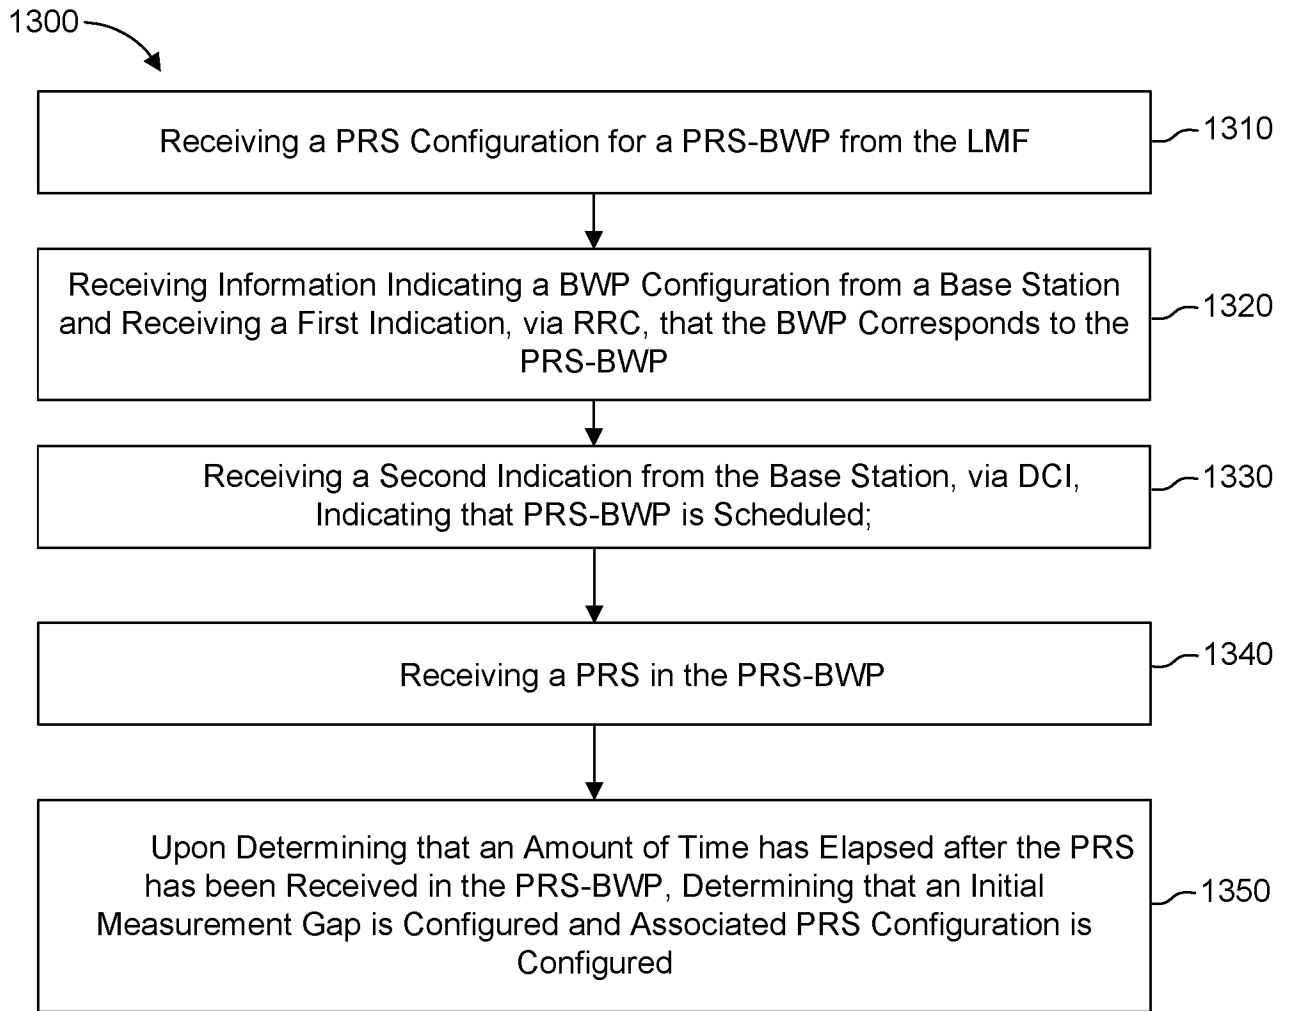 1300
Receiving a PRS Configuration for a PRS-BWP from the LMF
1310
Receiving Information Indicating a BWP Configuration from a Base Station
and Receiving a First Indication, via RRC, that the BWP Corresponds to the
PRS-BWP
1320
Receiving a Second Indication from the Base Station, via DCI,
Indicating that PRS-BWP is Scheduled;
1330
Receiving a PRS in the PRS-BWP
1340
Upon Determining that an Amount of Time has Elapsed after the PRS
has been Received in the PRS-BWP, Determining that an Initial
Measurement Gap is Configured and Associated PRS Configuration is
Configured
1350